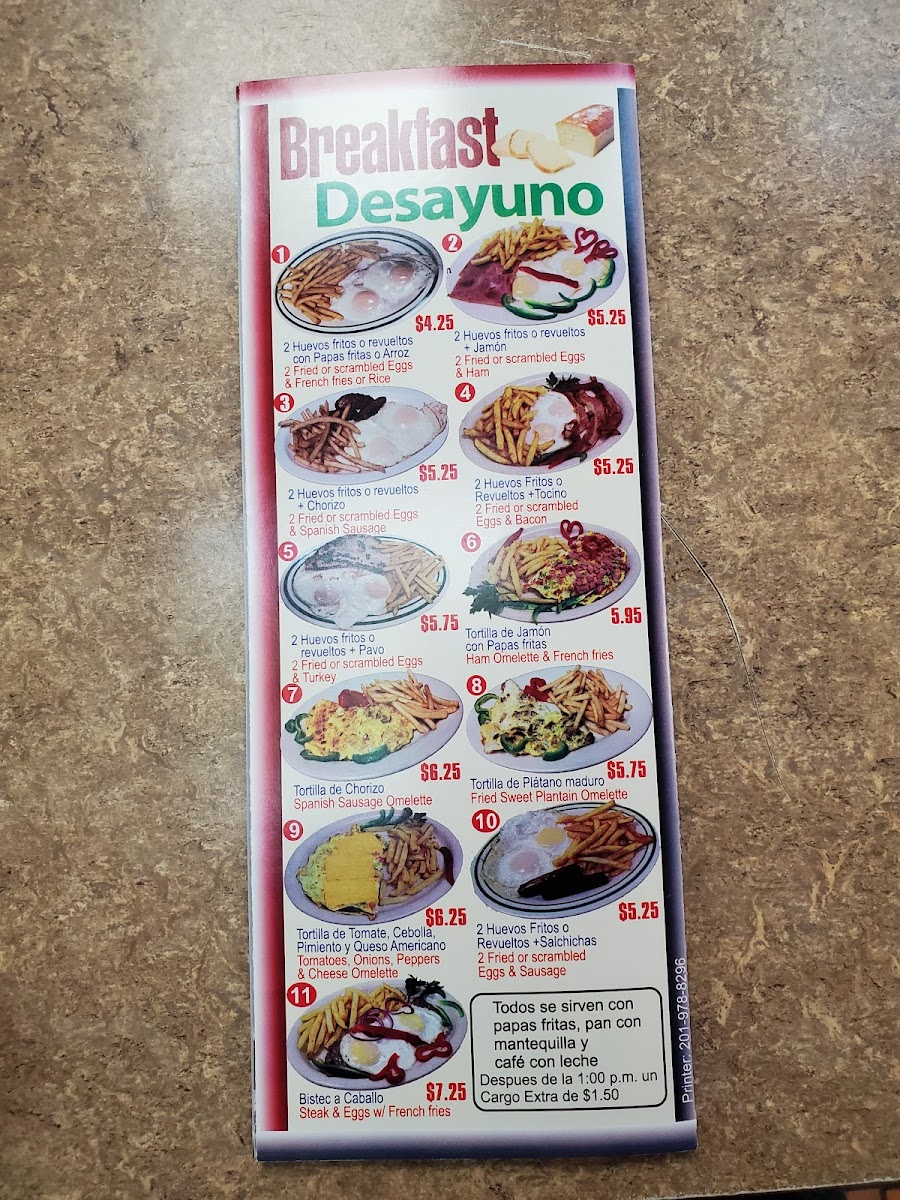 Breakfast
Desayuno
1
$4.25
2 Huevos fritos o revueltos
con Papas fritas o Arroz
2 Fried or scrambled Eggs
& French fries or Rice
2
$5.25
2 Huevos fritos o revueltos
+ Jamón
2 Fried or scrambled Eggs
& Ham
3
$5.25
2 Huevos fritos o revueltos
+ Chorizo
2 Fried or scrambled Eggs
& Spanish Sausage
4
$5.25
2 Huevos Fritos o
Revueltos +Tocino
2 Fried or scrambled
Eggs & Bacon
5
$5.75
2 Huevos fritos o
revueltos + Pavo
2 Fried or scrambled Eggs
& Turkey
6
5.95
Tortilla de Jamón
con Papas fritas
Ham Omelette & French fries
7
$6.25
Tortilla de Chorizo
Spanish Sausage Omelette
8
$5.75
Tortilla de Plátano maduro
Fried Sweet Plantain Omelette
9
$6.25
Tortilla de Tomate, Cebolla,
Pimiento y Queso Americano
Tomatoes, Onions, Peppers
& Cheese Omelette
10
$5.25
2 Huevos Fritos o
Revueltos +Salchichas
2 Fried or scrambled
Eggs & Sausage
11
$7.25
Bistec a Caballo
Steak & Eggs w/ French fries
Todos se sirven con
papas fritas, pan con
mantequilla y
café con leche
Despues de la 1:00 p.m. un
Cargo Extra de $1.50
Printer: 201-978-8296